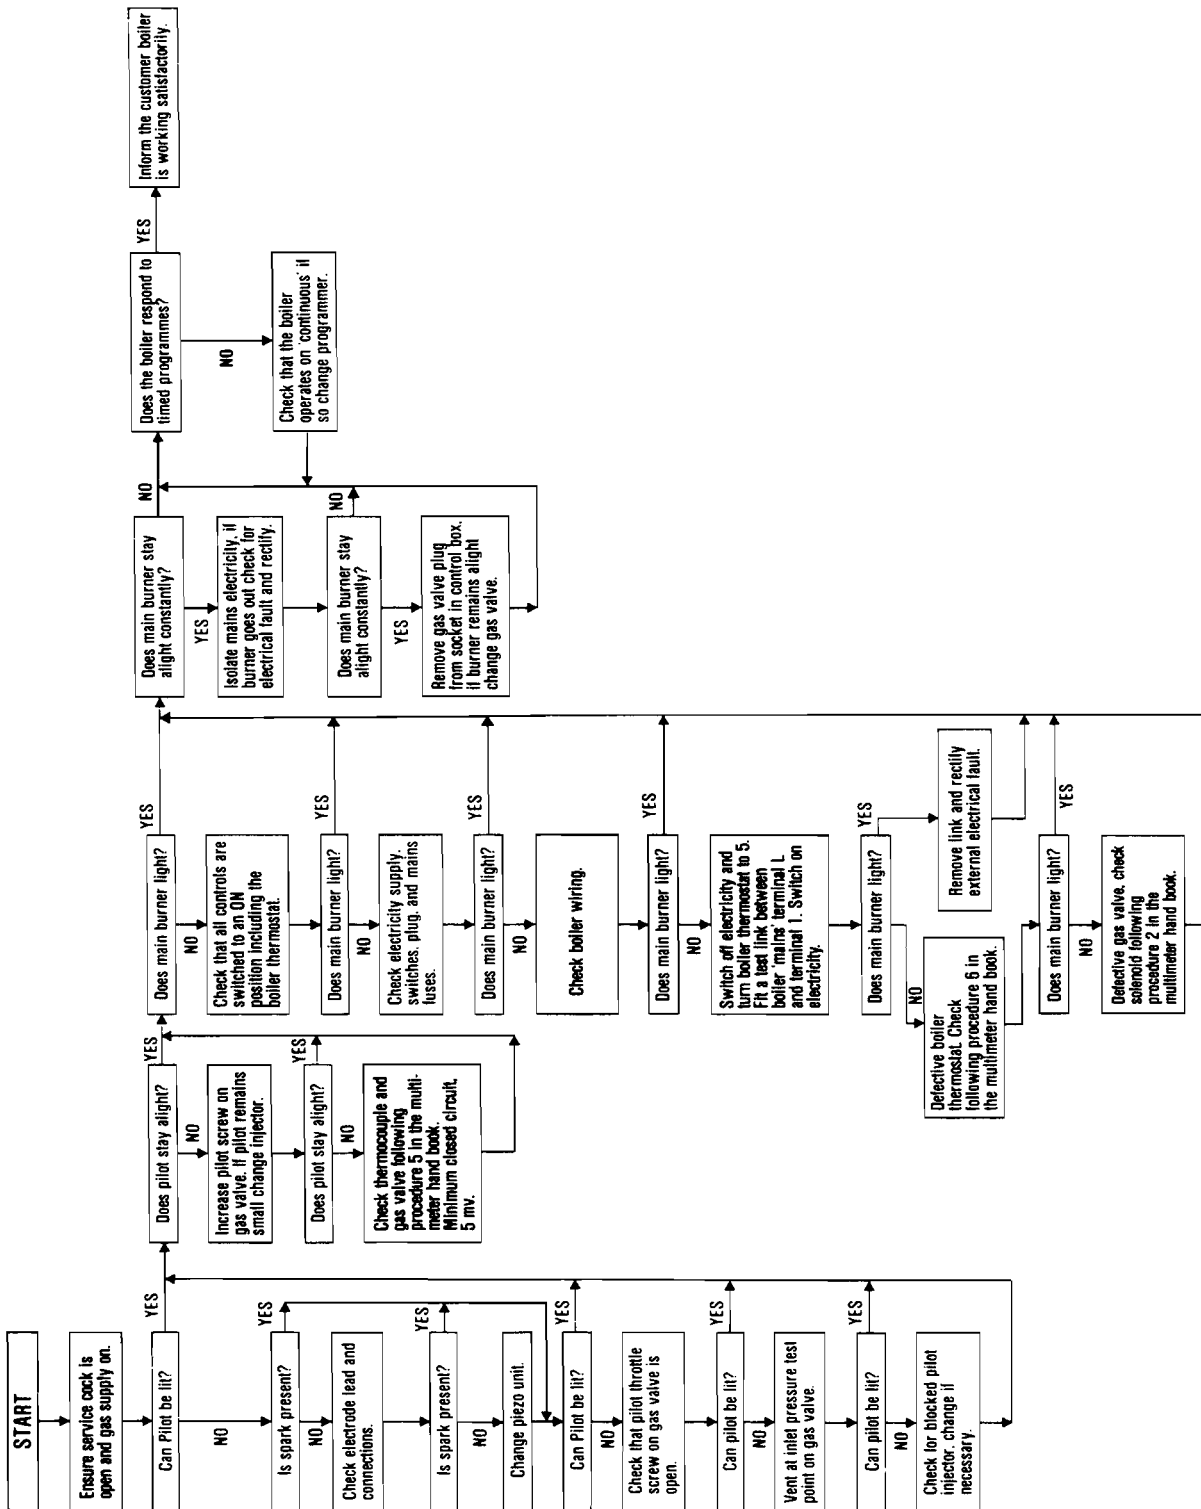 START
Ensure service cock is
open and gas supply on.
Can Pilot be lit?
YES
NO
Is spark present?
YES
NO
Check electrode lead and
connections.
Is spark present?
YES
NO
Change piezo unit.
Can Pilot be lit?
YES
NO
Check that pilot throttle
screw on gas valve is
open.
Can pilot be lit?
YES
NO
Vent at inlet pressure test
point on gas valve.
Can pilot be lit?
YES
NO
Check for blocked pilot
injector, change if
necessary.
Does pilot stay alight?
YES
NO
Increase pilot screw on
gas valve. If pilot remains
small change injector.
Does pilot stay alight?
YES
NO
Check thermocouple and
gas valve following
procedure 5 in the multi-
meter hand book.
Minimum closed circuit,
5 mv.
Does main burner light?
YES
NO
Check that all controls are
switched to an ON
position including the
boiler thermostat.
Does main burner light?
YES
NO
Check electricity supply,
switches, plug, and mains
fuses.
Does main burner light?
YES
NO
Check boiler wiring.
Does main burner light?
YES
NO
Switch off electricity and
turn boiler thermostat to 5.
Fit a test link between
boiler 'mains' terminal L
and terminal 1. Switch on
electricity.
Does main burner light?
YES
NO
Remove link and rectify
external electrical fault.
Defective boiler
thermostat. Check
following procedure 6 in
the multimeter hand book.
Does main burner light?
YES
NO
Defective gas valve, check
solenoid following
procedure 2 in the
multimeter hand book.
Does main burner stay
alight constantly?
NO
YES
Isolate mains electricity, if
burner goes out check for
electrical fault and rectify.
Does main burner stay
alight constantly?
NO
YES
Remove gas valve plug
from socket in control box,
if burner remains alight
change gas valve.
Does the boiler respond to
timed programmes?
YES
NO
Check that the boiler
operates on 'continuous' if
so change programmer.
Inform the customer boiler
is working satisfactorily.